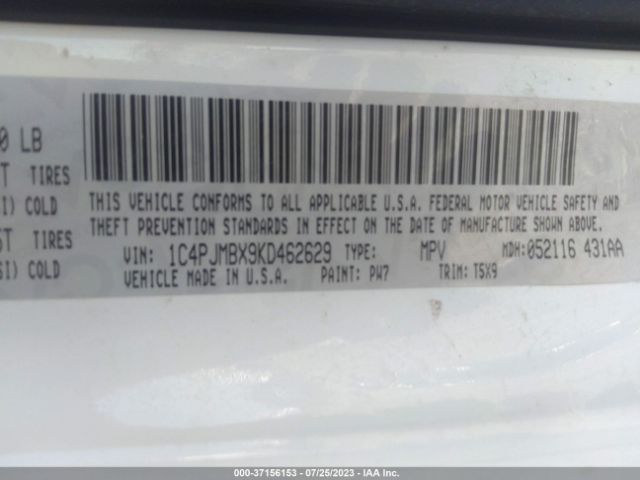 0 LB
T TIRES
SI) COLD
ST TIRES
SI) COLD
THIS VEHICLE CONFORMS TO ALL APPLICABLE U.S.A. FEDERAL MOTOR VEHICLE SAFETY AND
THEFT PREVENTION STANDARDS IN EFFECT ON THE DATE OF MANUFACTURE SHOWN ABOVE.
VIN: 1C4PJMBX9KD462629 TYPE: MPV MDH:052116 431AA
VEHICLE MADE IN U.S.A. PAINT: PW7 TRIM: T5X9
000-37156153 - 07/25/2023 - IAA Inc.